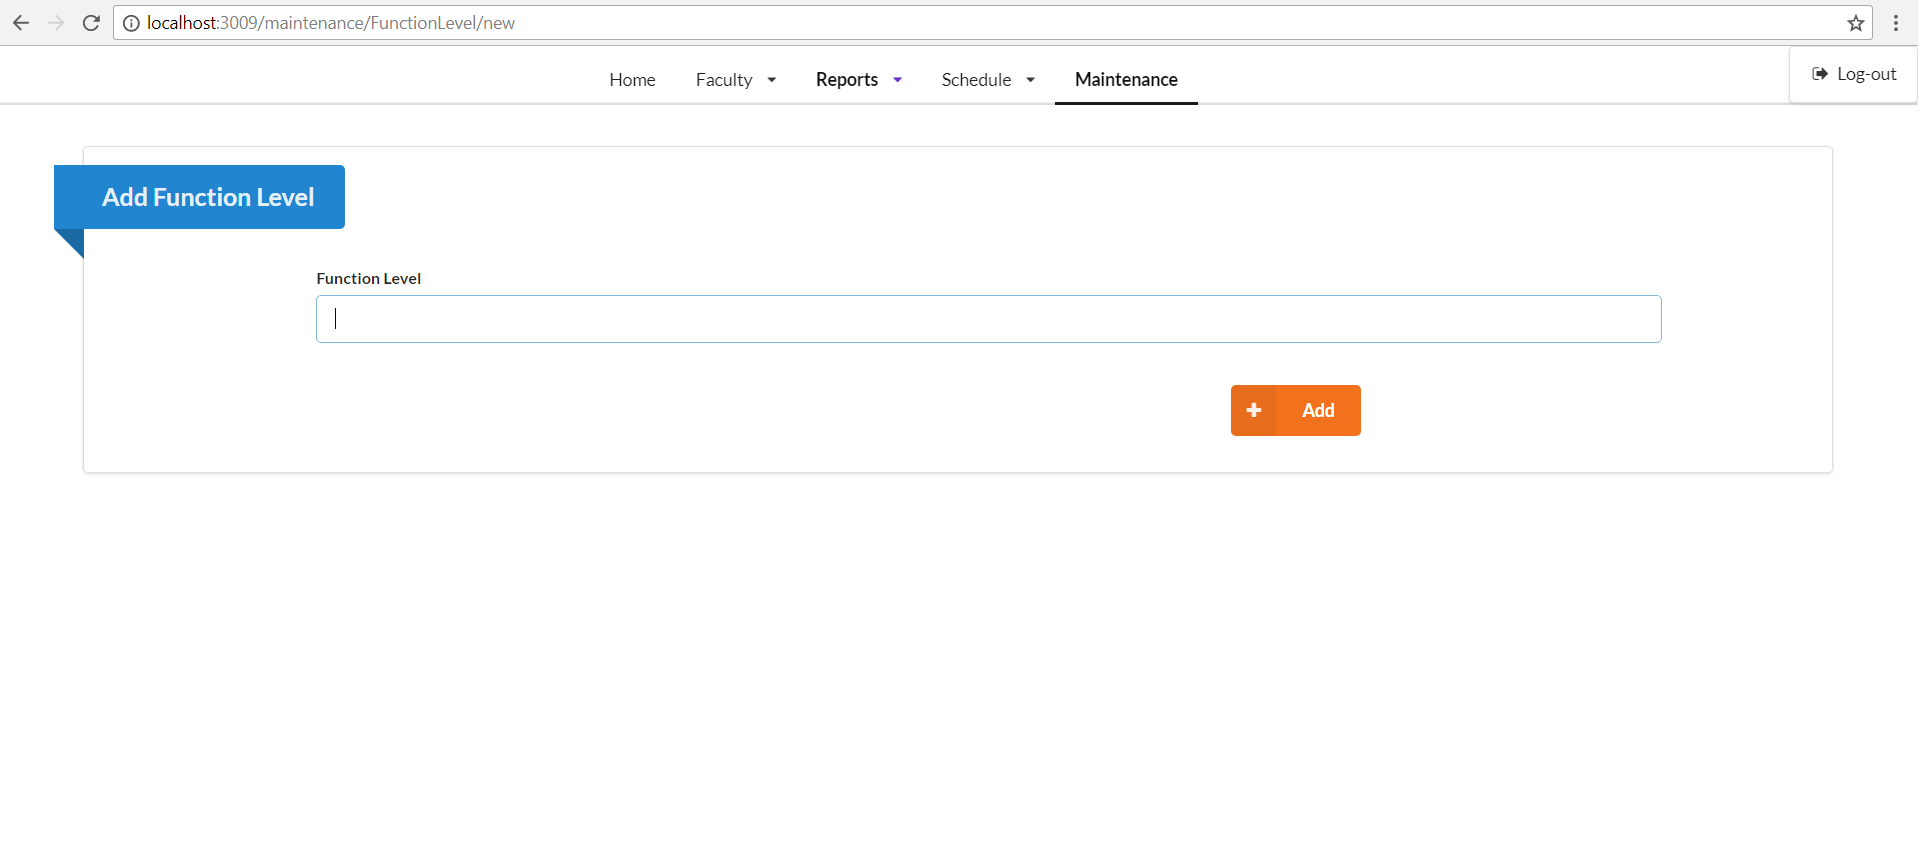 localhost:3009/maintenance/FunctionLevel/new
Home Faculty Reports Schedule Maintenance Log-out
Add Function Level
Function Level
Add